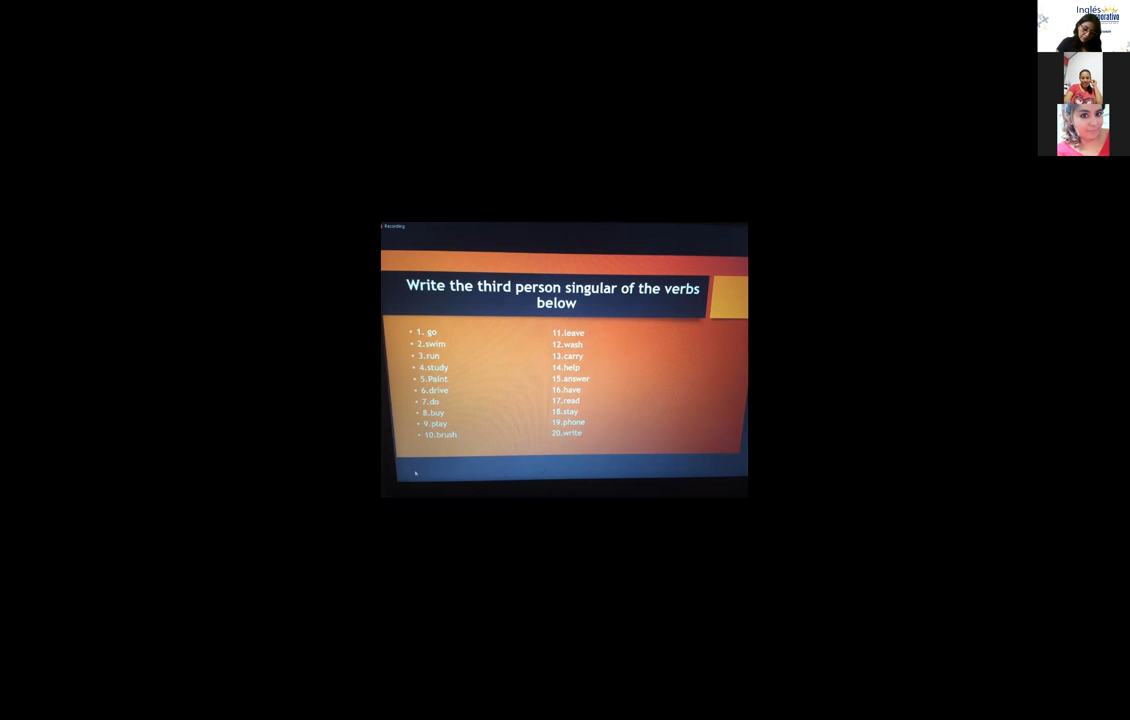 Inglés
Recording
Write the third person singular of the verbs
below
• 1. go
• 2.swim
• 3.run
• 4.study
• 5.Paint
• 6.drive
• 7.do
• 8.buy
• 9.play
• 10.brush
11.leave
12.wash
13.carry
14.help
15.answer
16.have
17.read
18.stay
19.phone
20.write